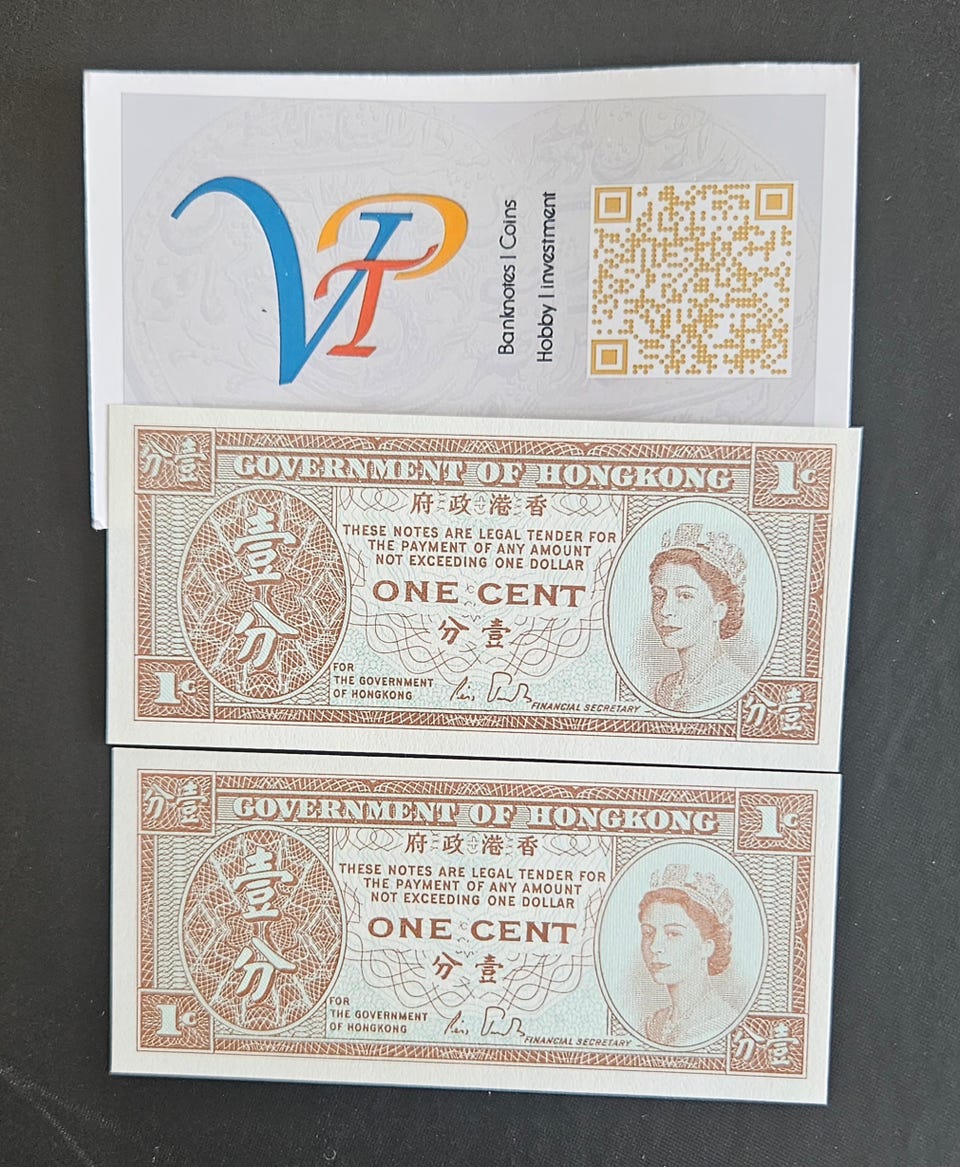 VIP
Banknotes | Coins
Hobby | investment
分壹
GOVERNMENT OF HONGKONG
1c
府政港香
THESE NOTES ARE LEGAL TENDER FOR
THE PAYMENT OF ANY AMOUNT
NOT EXCEEDING ONE DOLLAR
壹
分
ONE CENT
分壹
FOR
THE GOVERNMENT
OF HONGKONG
FINANCIAL SECRETARY
1c
分壹
分壹
GOVERNMENT OF HONGKONG
1c
府政港香
THESE NOTES ARE LEGAL TENDER FOR
THE PAYMENT OF ANY AMOUNT
NOT EXCEEDING ONE DOLLAR
壹
分
ONE CENT
分壹
FOR
THE GOVERNMENT
OF HONGKONG
FINANCIAL SECRETARY
1c
分壹